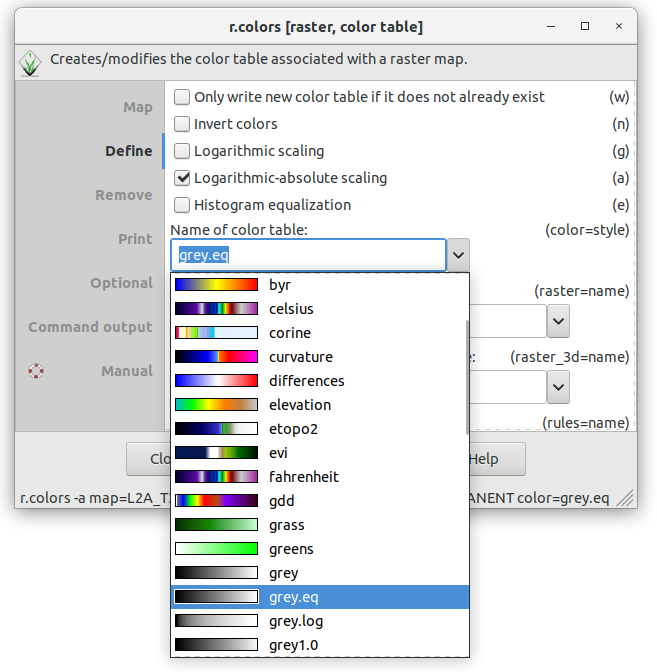 r.colors [raster, color table]
Creates/modifies the color table associated with a raster map.
Map
Define
Remove
Print
Optional
Command output
Manual
Only write new color table if it does not already exist (w)
Invert colors (n)
Logarithmic scaling (g)
Logarithmic-absolute scaling (a)
Histogram equalization (e)
Name of color table: (color=style)
grey.eq
(raster=name)
(raster_3d=name)
(rules=name)
byr
celsius
corine
curvature
differences
elevation
etopo2
evi
fahrenheit
gdd
grass
greens
grey
grey.eq
grey.log
grey1.0
Clo
Help
r.colors -a map=L2A_T ANENT color=grey.eq